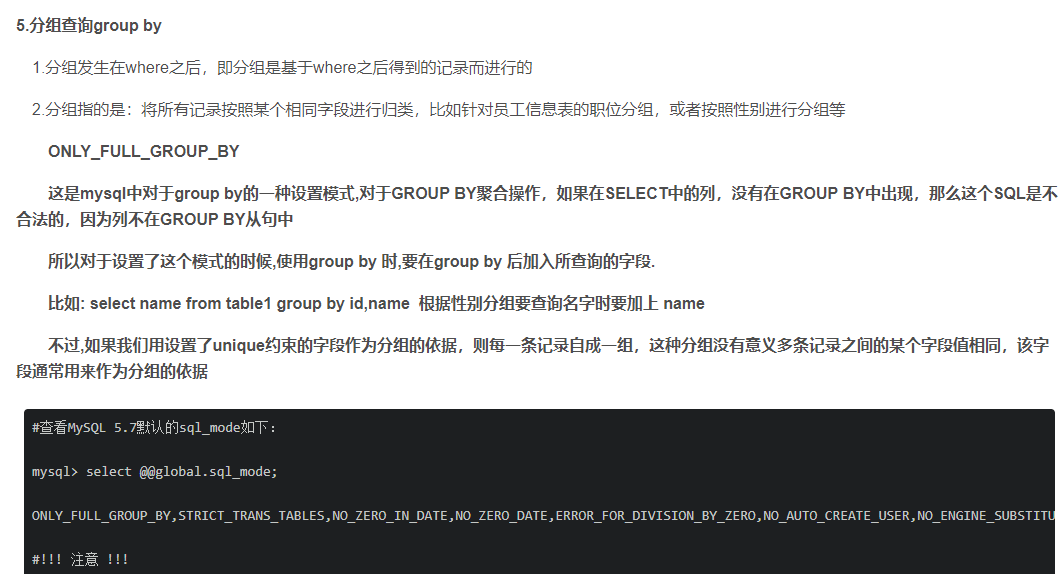 5.分组查询group by
1.分组发生在where之后，即分组是基于where之后得到的记录而进行的
2.分组指的是：将所有记录按照某个相同字段进行归类，比如针对员工信息表的职位分组，或者按照性别进行分组等
ONLY_FULL_GROUP_BY
这是mysql中对于group by的一种设置模式,对于GROUP BY聚合操作，如果在SELECT中的列，没有在GROUP BY中出现，那么这个SQL是不
合法的，因为列不在GROUP BY从句中
所以对于设置了这个模式的时候,使用group by 时,要在group by 后加入所查询的字段.
比如: select name from table1 group by id,name  根据性别分组要查询名字时要加上 name
不过,如果我们用设置了unique约束的字段作为分组的依据，则每一条记录自成一组，这种分组没有意义多条记录之间的某个字段值相同，该字
段通常用来作为分组的依据
#查看MySQL 5.7默认的sql_mode如下：
mysql> select @@global.sql_mode;
ONLY_FULL_GROUP_BY,STRICT_TRANS_TABLES,NO_ZERO_IN_DATE,NO_ZERO_DATE,ERROR_FOR_DIVISION_BY_ZERO,NO_AUTO_CREATE_USER,NO_ENGINE_SUBSTITU
#!!! 注意 !!!